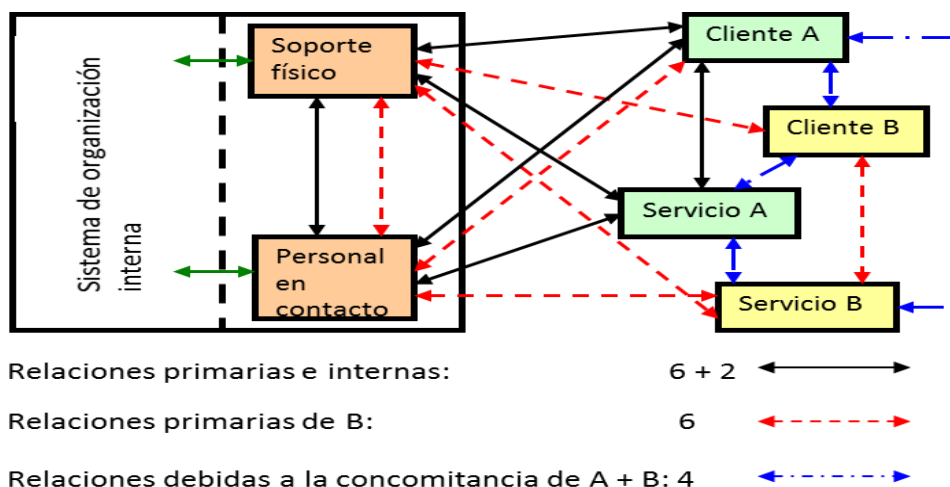 Sistema de organización
interna
Soporte
físico
Personal
en
contacto
Cliente A
Cliente B
Servicio A
Servicio B
Relaciones primarias e internas: 6 + 2
Relaciones primarias de B: 6
Relaciones debidas a la concomitancia de A + B: 4